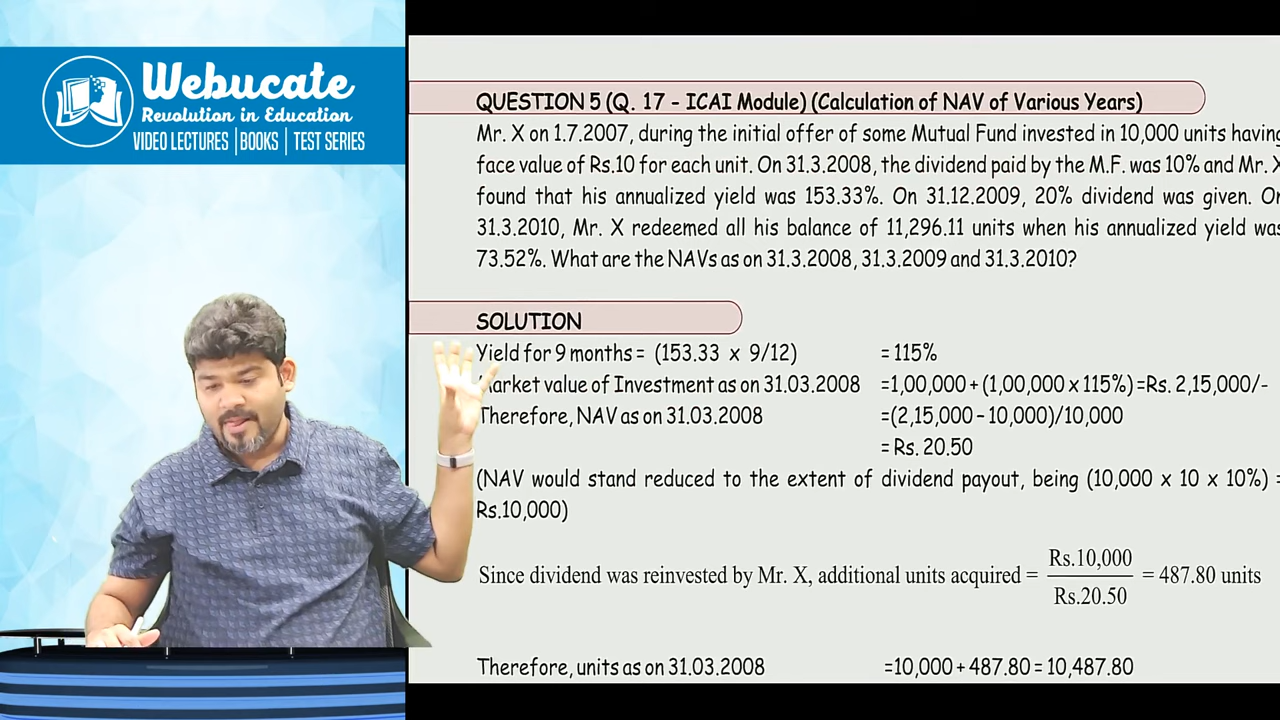 Webucate
Revolution in Education
VIDEO LECTURES | BOOKS | TEST SERIES
QUESTION 5 (Q. 17 - ICAI Module) (Calculation of NAV of Various Years)
Mr. X on 1.7.2007, during the initial offer of some Mutual Fund invested in 10,000 units having
face value of Rs.10 for each unit. On 31.3.2008, the dividend paid by the M.F. was 10% and Mr. X
found that his annualized yield was 153.33%. On 31.12.2009, 20% dividend was given. On
31.3.2010, Mr. X redeemed all his balance of 11,296.11 units when his annualized yield was
73.52%. What are the NAVs as on 31.3.2008, 31.3.2009 and 31.3.2010?
SOLUTION
Yield for 9 months = (153.33 x 9/12) = 115%
Market value of Investment as on 31.03.2008 =1,00,000 + (1,00,000 x 115%) =Rs. 2,15,000/-
Therefore, NAV as on 31.03.2008 =(2,15,000 – 10,000)/10,000
= Rs. 20.50
(NAV would stand reduced to the extent of dividend payout, being (10,000 x 10 x 10%) =
Rs.10,000)
Since dividend was reinvested by Mr. X, additional units acquired = Rs.10,000 / Rs.20.50 = 487.80 units
Therefore, units as on 31.03.2008 =10,000 + 487.80 = 10,487.80